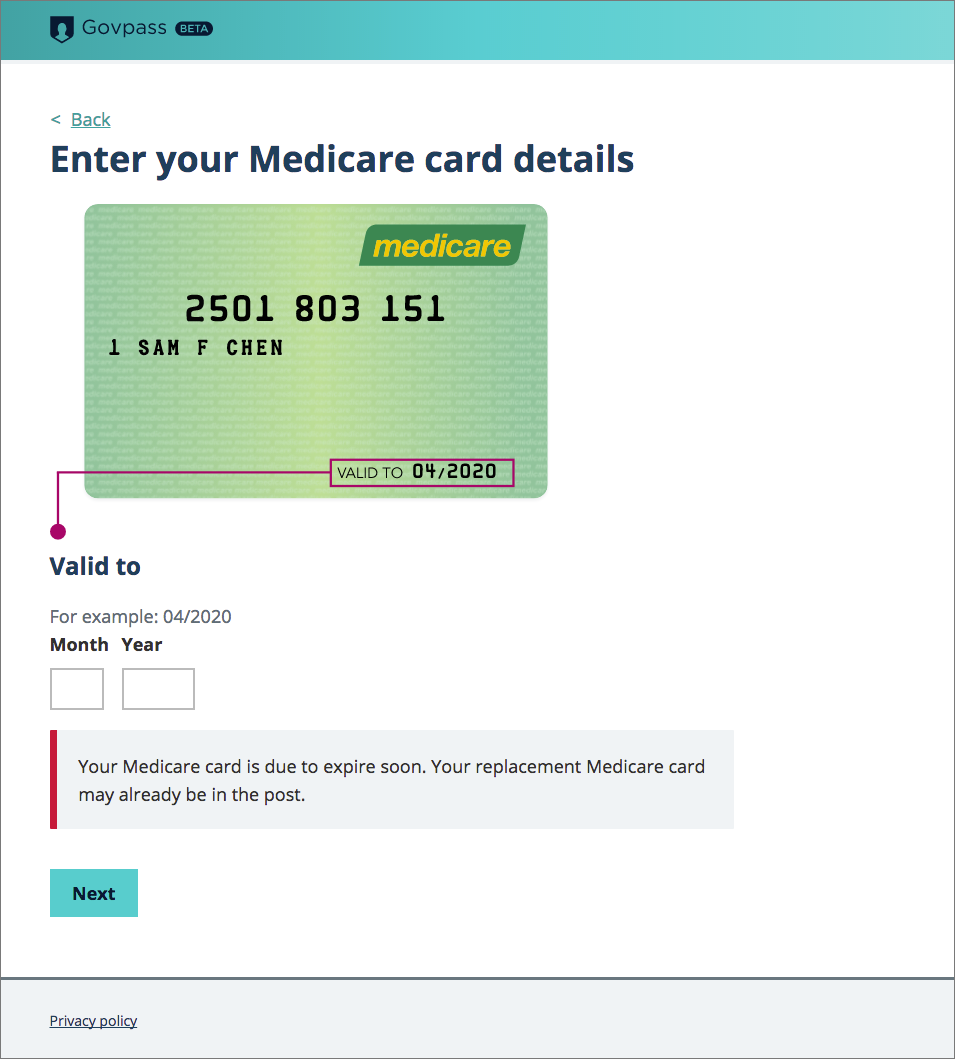 Govpass BETA
< Back
Enter your Medicare card details
medicare
2501 803 151
1 SAM F CHEN
VALID TO 04/2020
Valid to
For example: 04/2020
Month Year
Your Medicare card is due to expire soon. Your replacement Medicare card
may already be in the post.
Next
Privacy policy